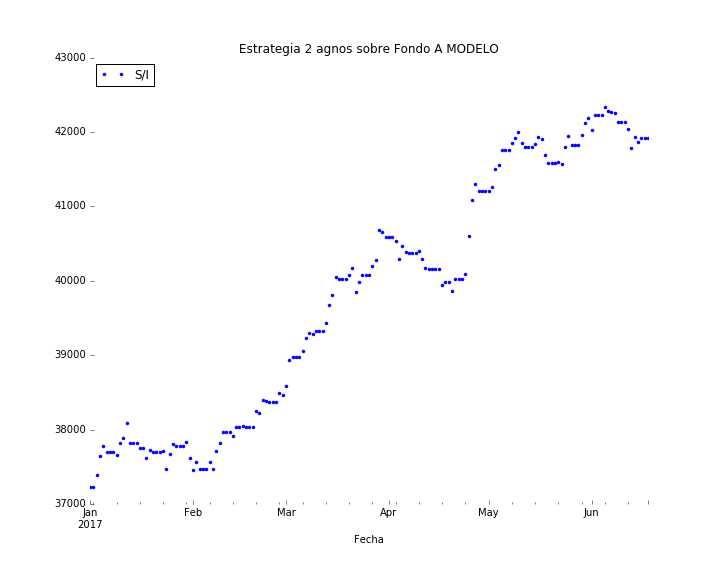 Estrategia 2 agnos sobre Fondo A MODELO
S/I
43000
42000
41000
40000
39000
38000
37000
Jan Feb Mar Apr May Jun
2017
Fecha